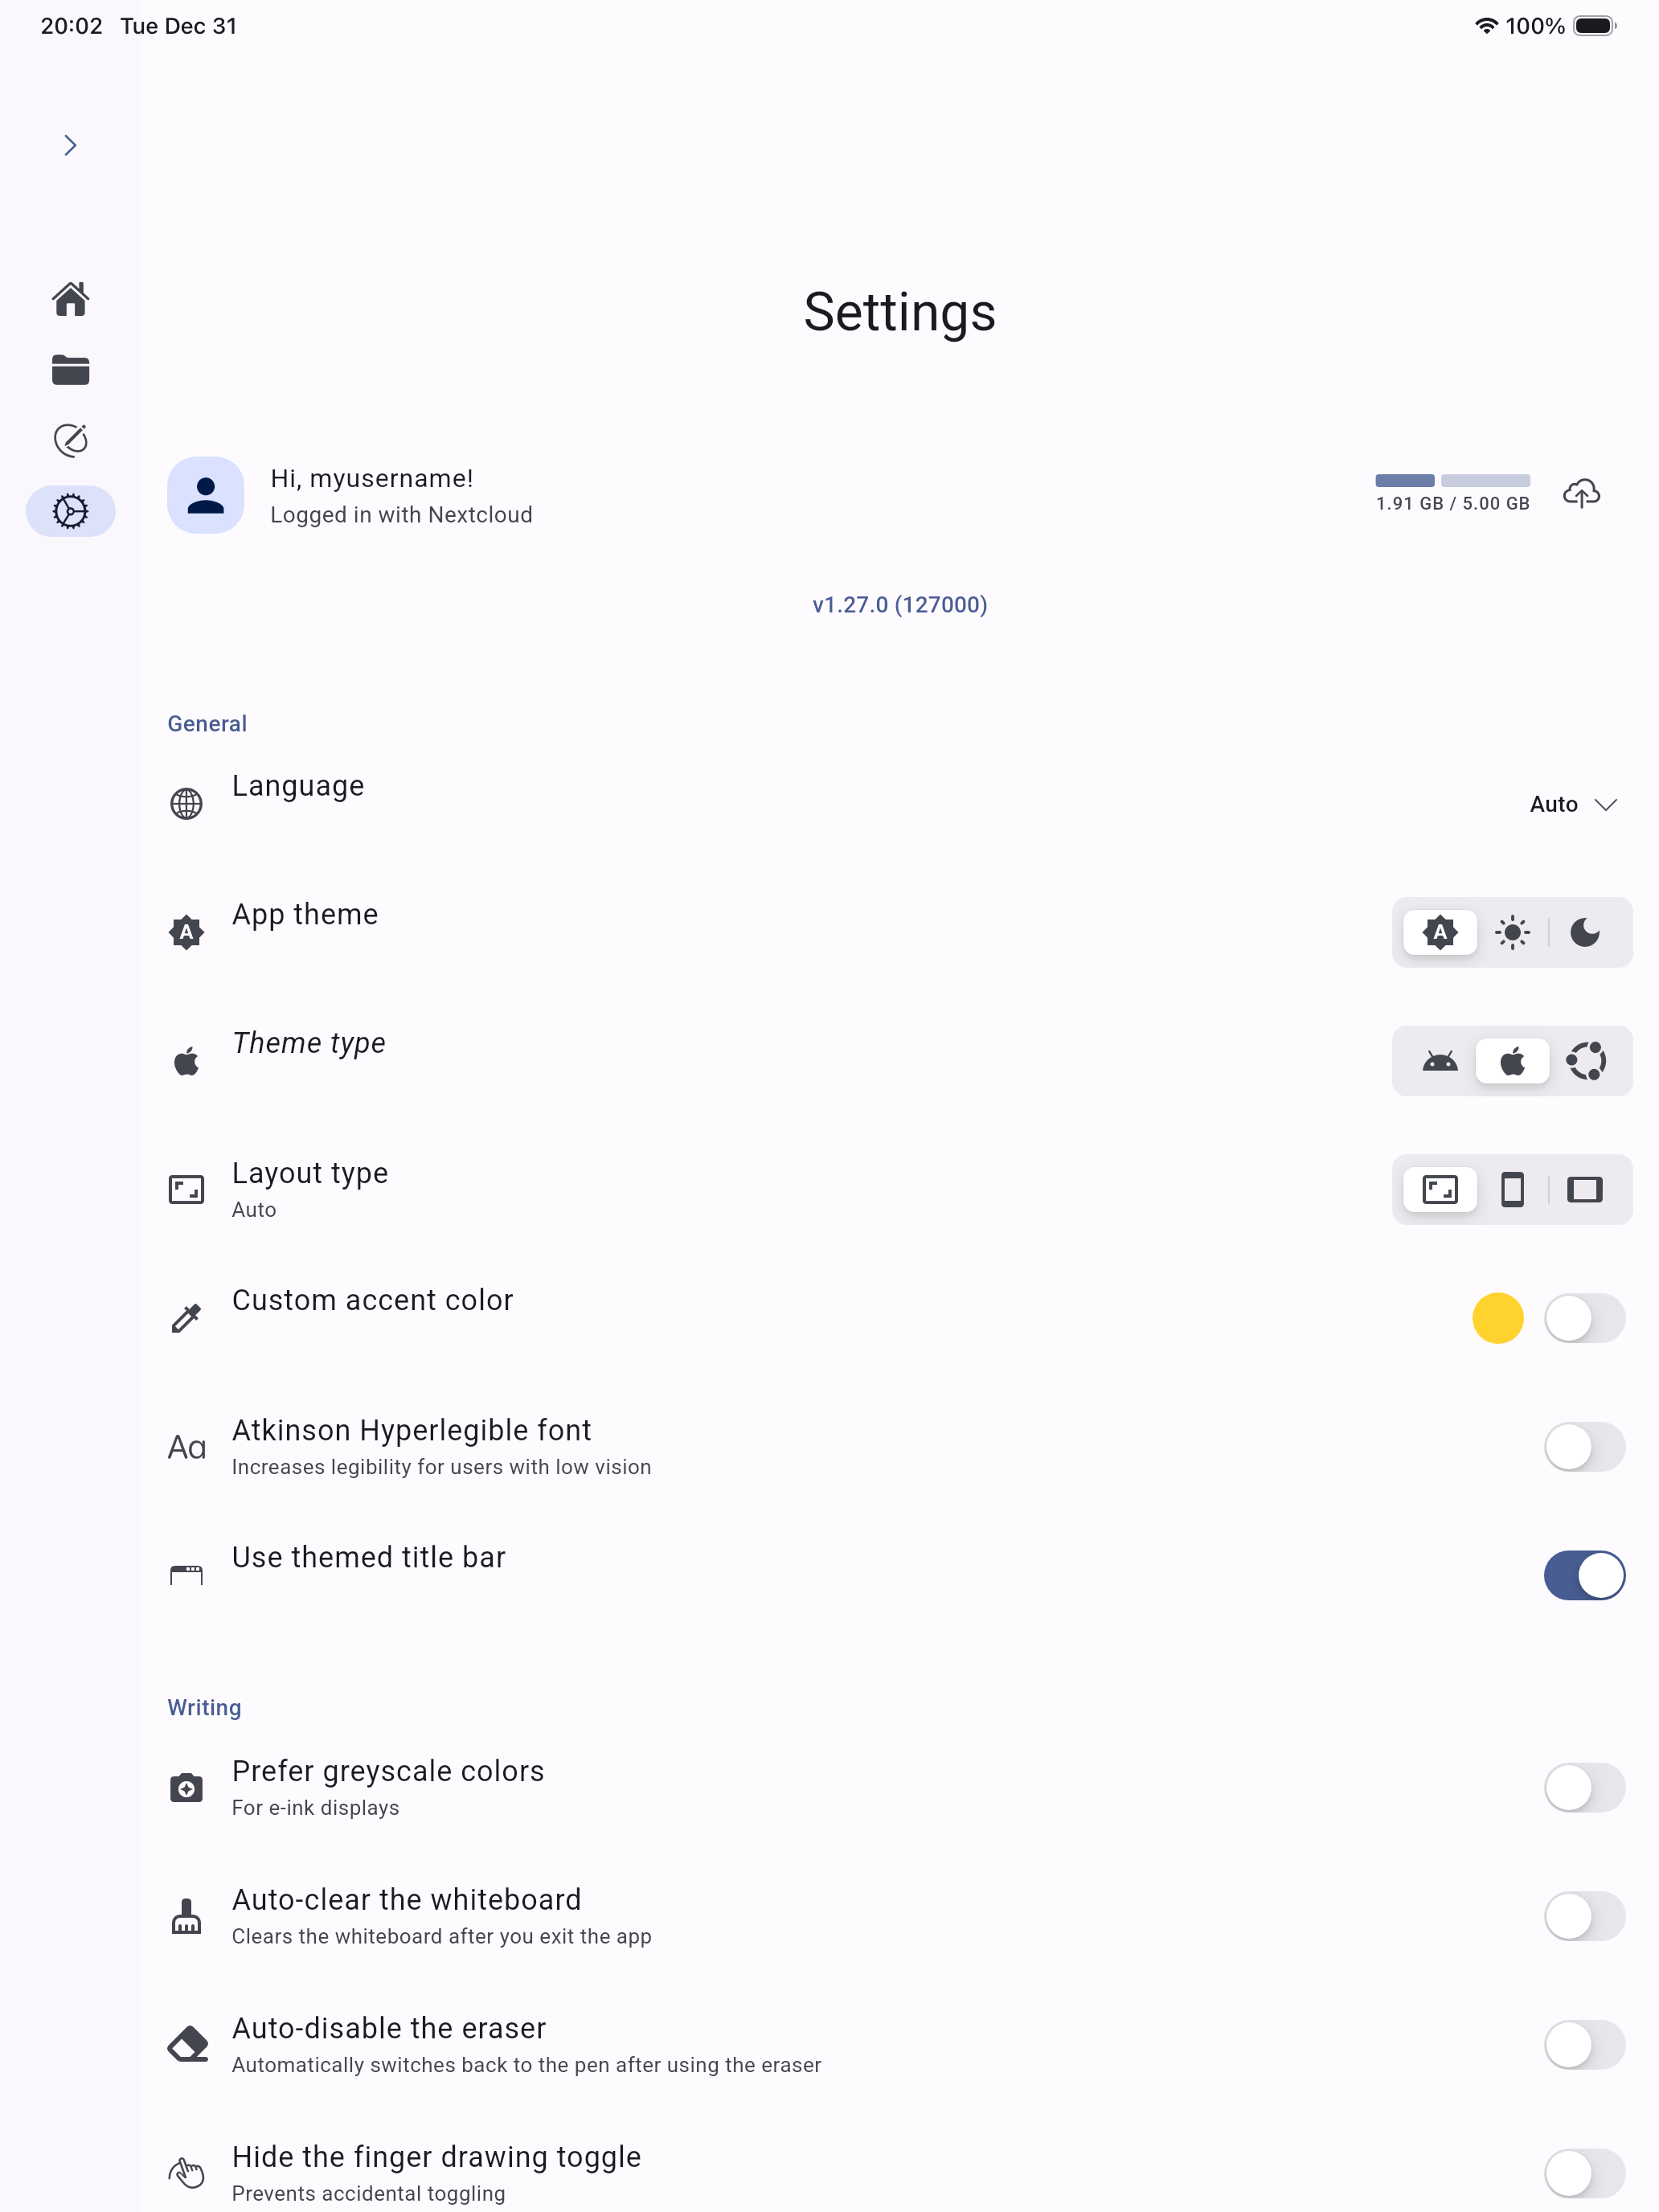 20:02 Tue Dec 31
100%
Settings
Hi, myusername!
Logged in with Nextcloud
1.91 GB / 5.00 GB
v1.27.0 (127000)
General
Language
Auto
App theme
A
A
Theme type
Layout type
Auto
Custom accent color
Aa
Atkinson Hyperlegible font
Increases legibility for users with low vision
Use themed title bar
Writing
Prefer greyscale colors
For e-ink displays
Auto-clear the whiteboard
Clears the whiteboard after you exit the app
Auto-disable the eraser
Automatically switches back to the pen after using the eraser
Hide the finger drawing toggle
Prevents accidental toggling